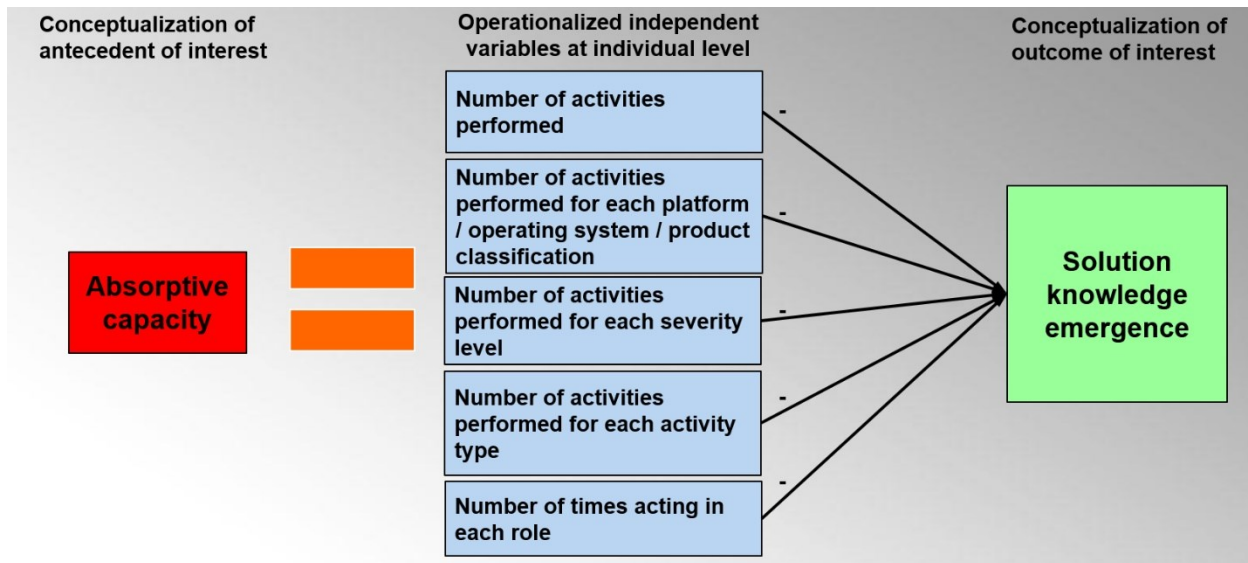 Conceptualization of
antecedent of interest
Operationalized independent
variables at individual level
Conceptualization of
outcome of interest
Absorptive
capacity
Number of activities
performed
-
Number of activities
performed for each platform
/ operating system / product
classification
-
Number of activities
performed for each severity
level
-
Number of activities
performed for each activity
type
-
Number of times acting in
each role
-
Solution
knowledge
emergence